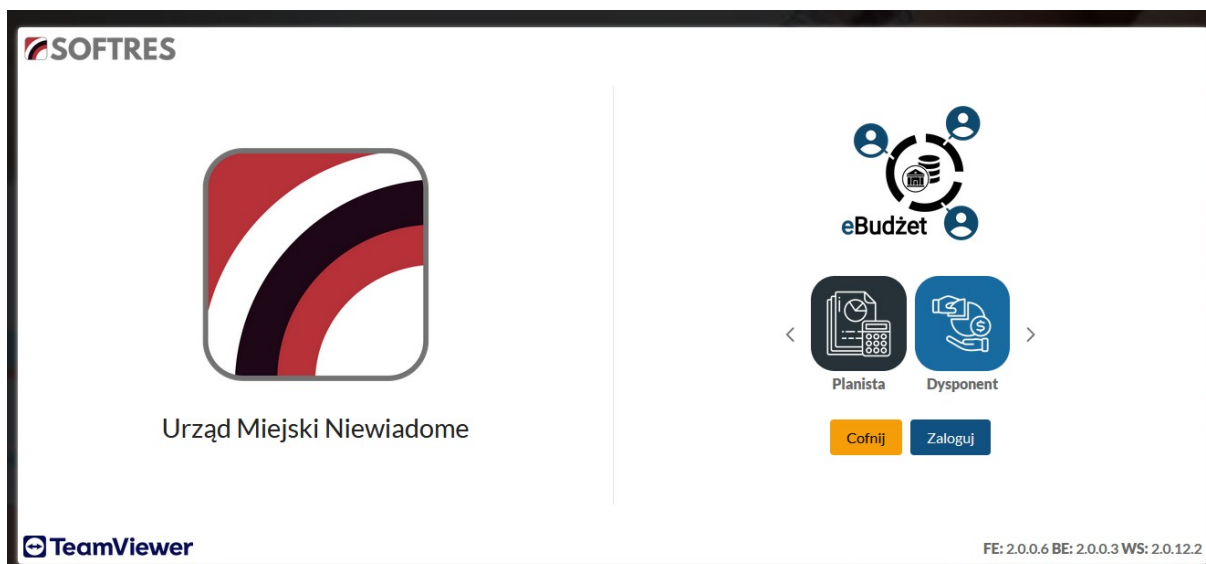 SOFTRES
Urząd Miejski Niewiadome
eBudżet
Planista
Dysponent
Cofnij
Zaloguj
TeamViewer
FE: 2.0.0.6 BE: 2.0.0.3 WS: 2.0.12.2